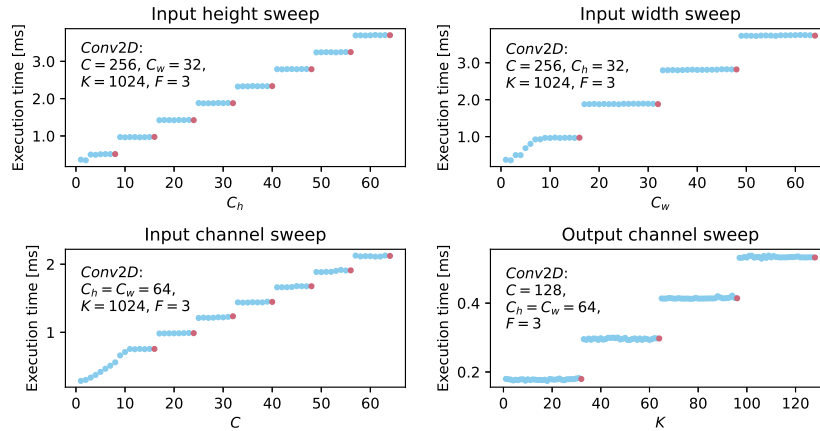 Input height sweep
Execution time [ms]
3.0
2.0
1.0
Conv2D:
C = 256, C_w = 32,
K = 1024, F = 3
0 10 20 30 40 50 60
C_h
Input width sweep
Execution time [ms]
3.0
2.0
1.0
Conv2D:
C = 256, C_h = 32,
K = 1024, F = 3
0 10 20 30 40 50 60
C_w
Input channel sweep
Execution time [ms]
2
1
Conv2D:
C_h = C_w = 64,
K = 1024, F = 3
0 10 20 30 40 50 60
C
Output channel sweep
Execution time [ms]
0.4
0.2
Conv2D:
C = 128,
C_h = C_w = 64,
F = 3
0 20 40 60 80 100 120
K